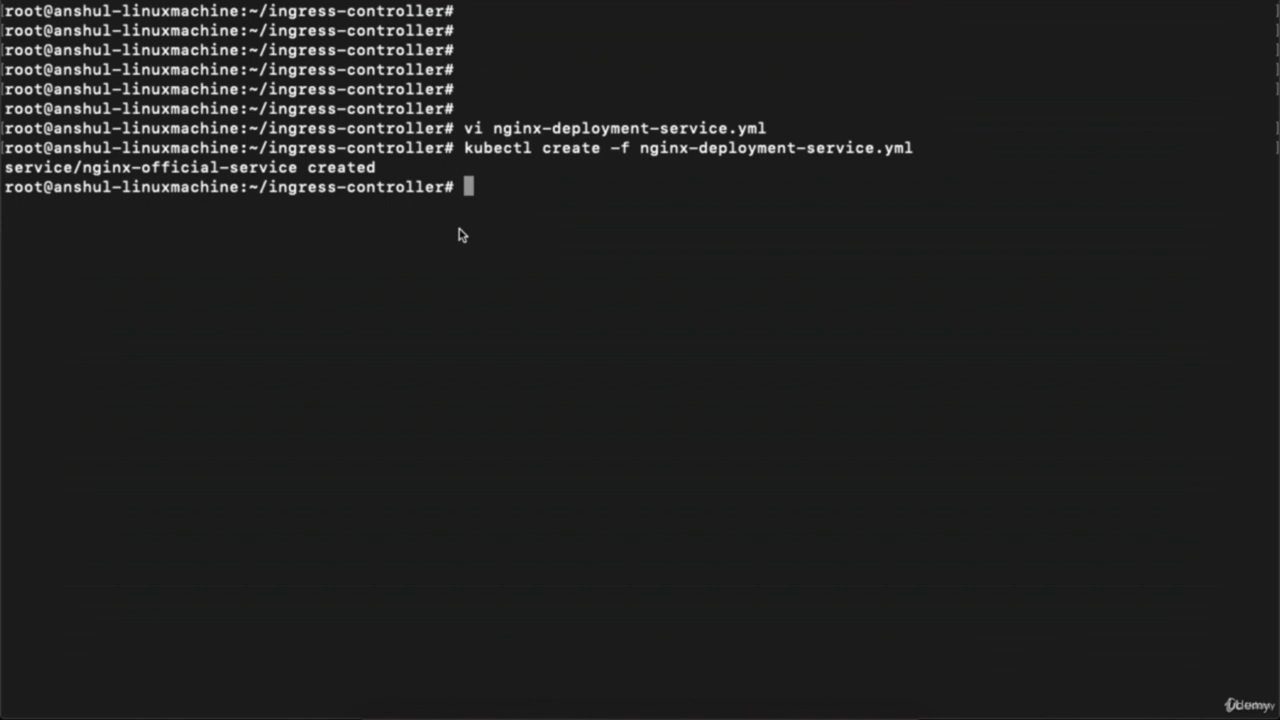 root@anshul-linuxmachine:~/ingress-controller#
root@anshul-linuxmachine:~/ingress-controller#
root@anshul-linuxmachine:~/ingress-controller#
root@anshul-linuxmachine:~/ingress-controller#
root@anshul-linuxmachine:~/ingress-controller#
root@anshul-linuxmachine:~/ingress-controller#
root@anshul-linuxmachine:~/ingress-controller# vi nginx-deployment-service.yml
root@anshul-linuxmachine:~/ingress-controller# kubectl create -f nginx-deployment-service.yml
service/nginx-official-service created
root@anshul-linuxmachine:~/ingress-controller#
Udemy